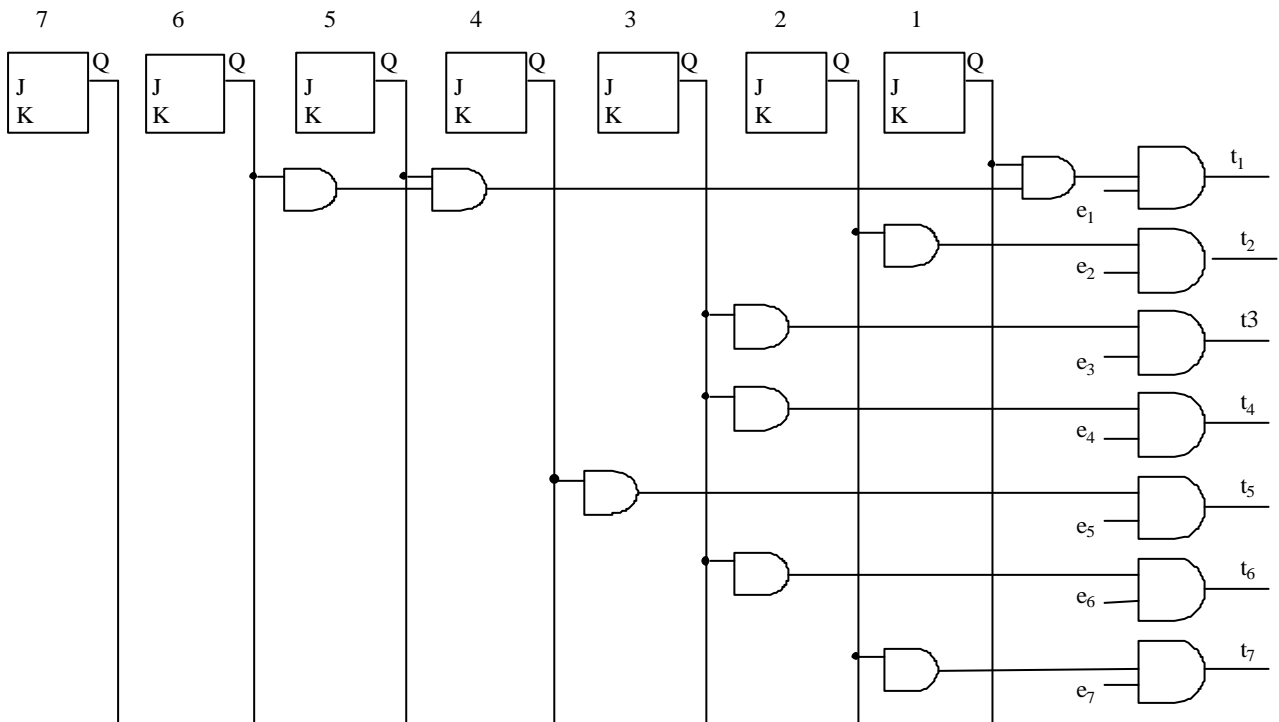 7 6 5 4 3 2 1
Q Q Q Q Q Q Q
J J J J J J J
K K K K K K K
t1
e1
t2
e2
t3
e3
t4
e4
t5
e5
t6
e6
t7
e7